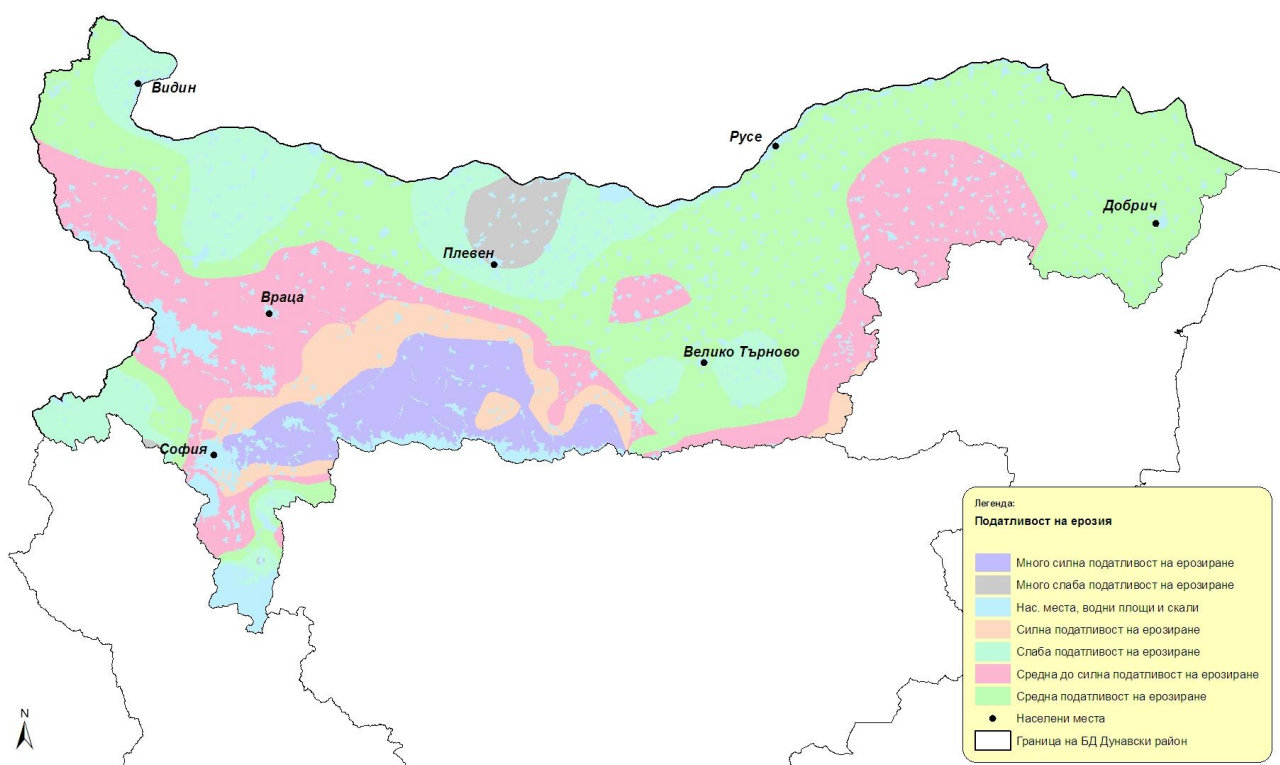 Видин
Русе
Добрич
Плевен
Враца
Велико Търново
София
N
Легенда:
Податливост на ерозия
Много силна податливост на ерозиране
Много слаба податливост на ерозиране
Нас. места, водни площи и скали
Силна податливост на ерозиране
Слаба податливост на ерозиране
Средна до силна податливост на ерозиране
Средна податливост на ерозиране
Населени места
Граница на БД Дунавски район